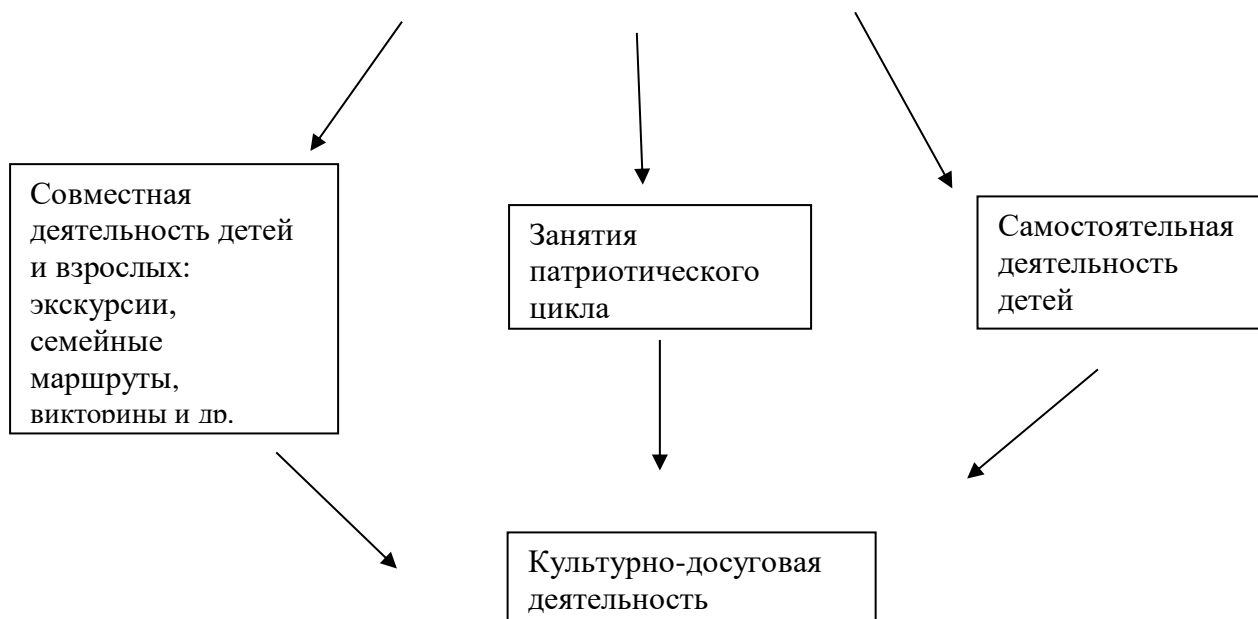 Совместная
деятельность детей
и взрослых:
экскурсии,
семейные
маршруты,
викторины и др.
Занятия
патриотического
цикла
Самостоятельная
деятельность
детей
Культурно-досуговая
деятельность